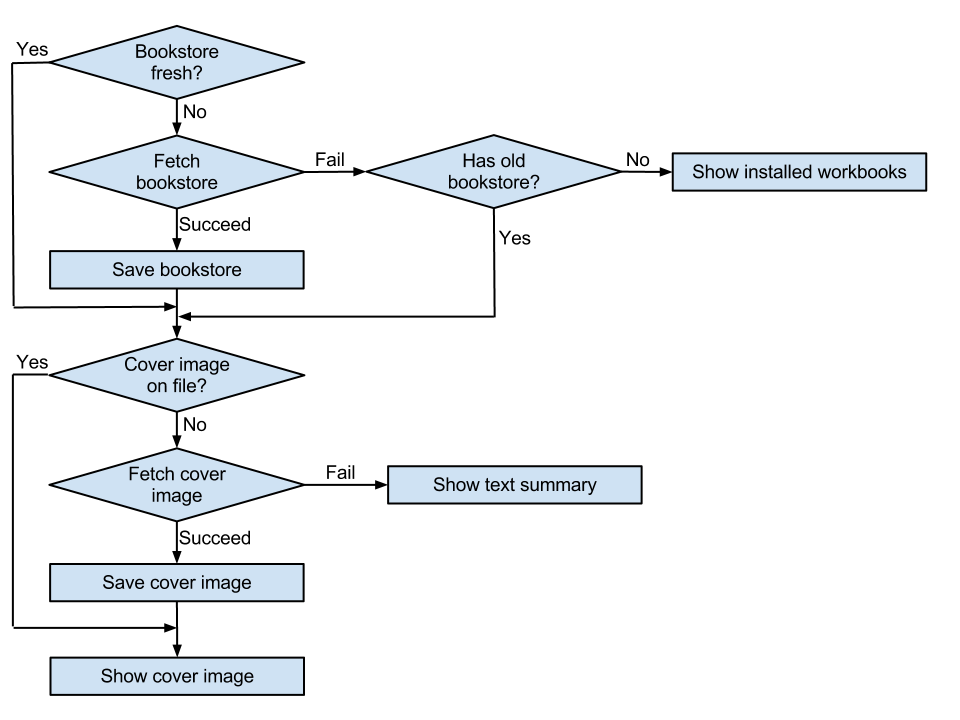 Yes
Bookstore
fresh?
No
Fetch
bookstore
Fail
Has old
bookstore?
No
Show installed workbooks
Succeed
Yes
Save bookstore
Yes
Cover image
on file?
No
Fetch cover
image
Fail
Show text summary
Succeed
Save cover image
Show cover image